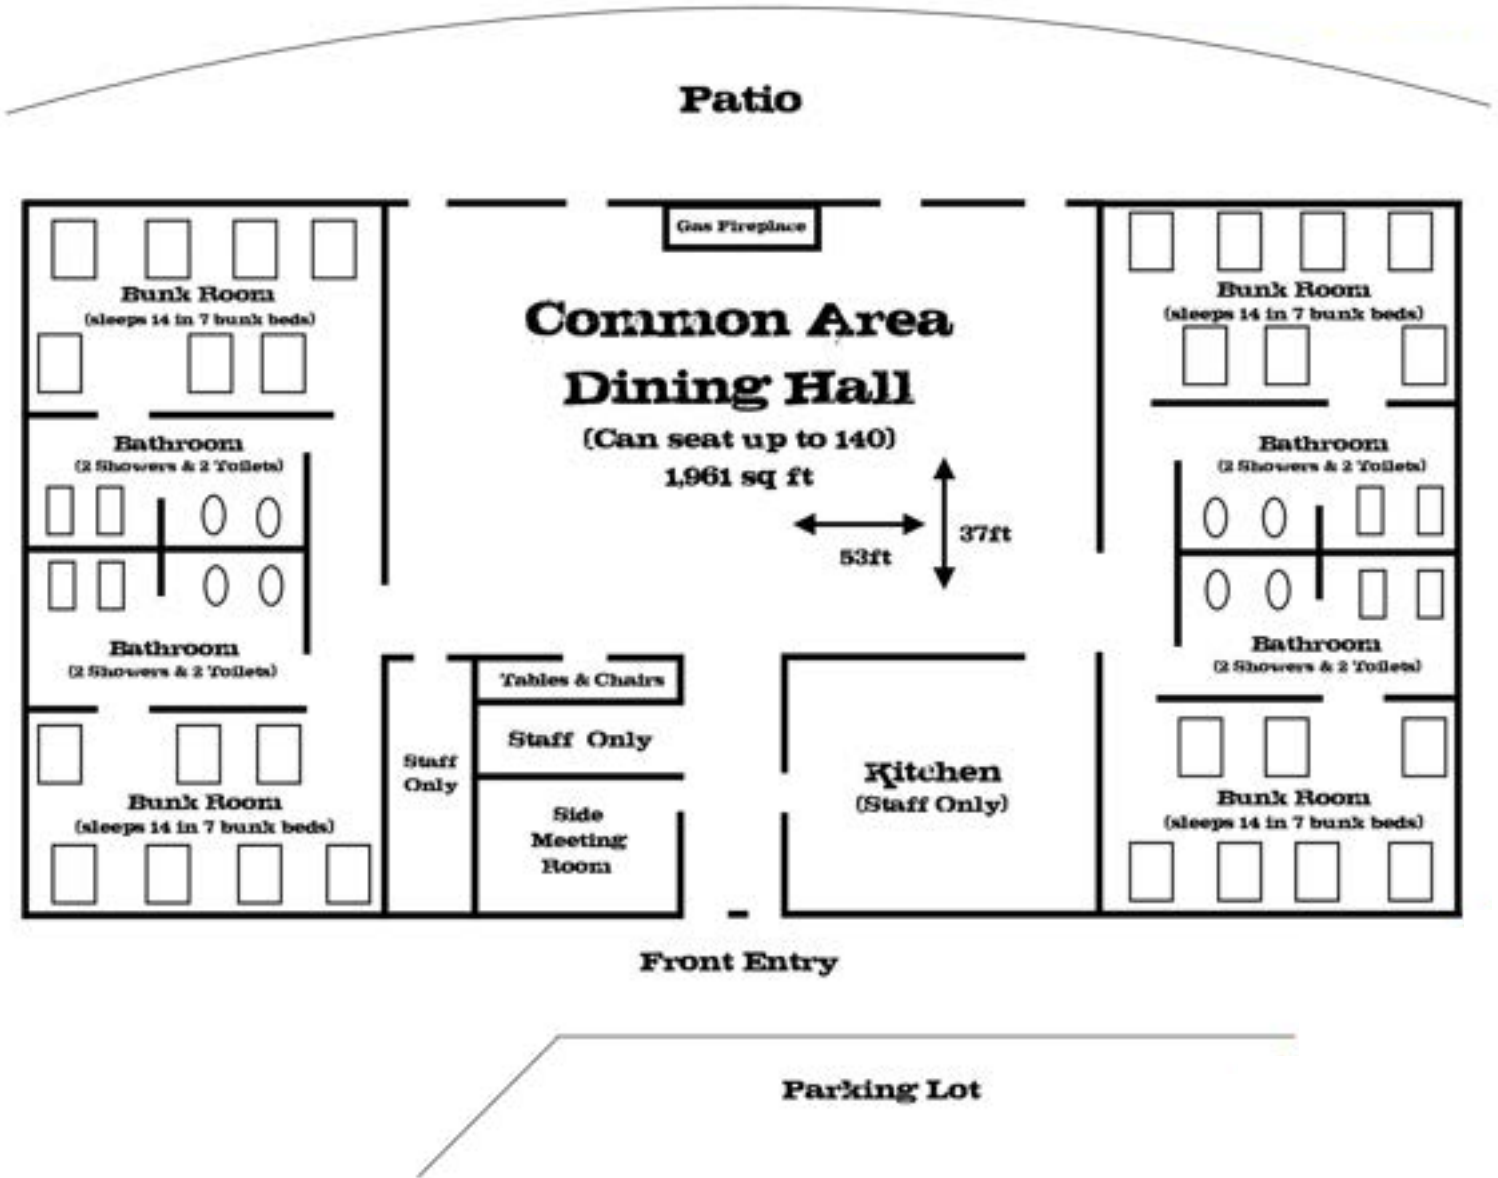 Patio
Gas Fireplace
Bunk Room
(sleeps 14 in 7 bunk beds)
Bunk Room
(sleeps 14 in 7 bunk beds)
Common Area
Dining Hall
(Can seat up to 140)
1,961 sq ft
53ft
37ft
Bathroom
(2 Showers & 2 Toilets)
Bathroom
(2 Showers & 2 Toilets)
Bathroom
(2 Showers & 2 Toilets)
Bathroom
(2 Showers & 2 Toilets)
Tables & Chairs
Staff Only
Staff
Only
Side
Meeting
Room
Kitchen
(Staff Only)
Bunk Room
(sleeps 14 in 7 bunk beds)
Bunk Room
(sleeps 14 in 7 bunk beds)
Front Entry
Parking Lot